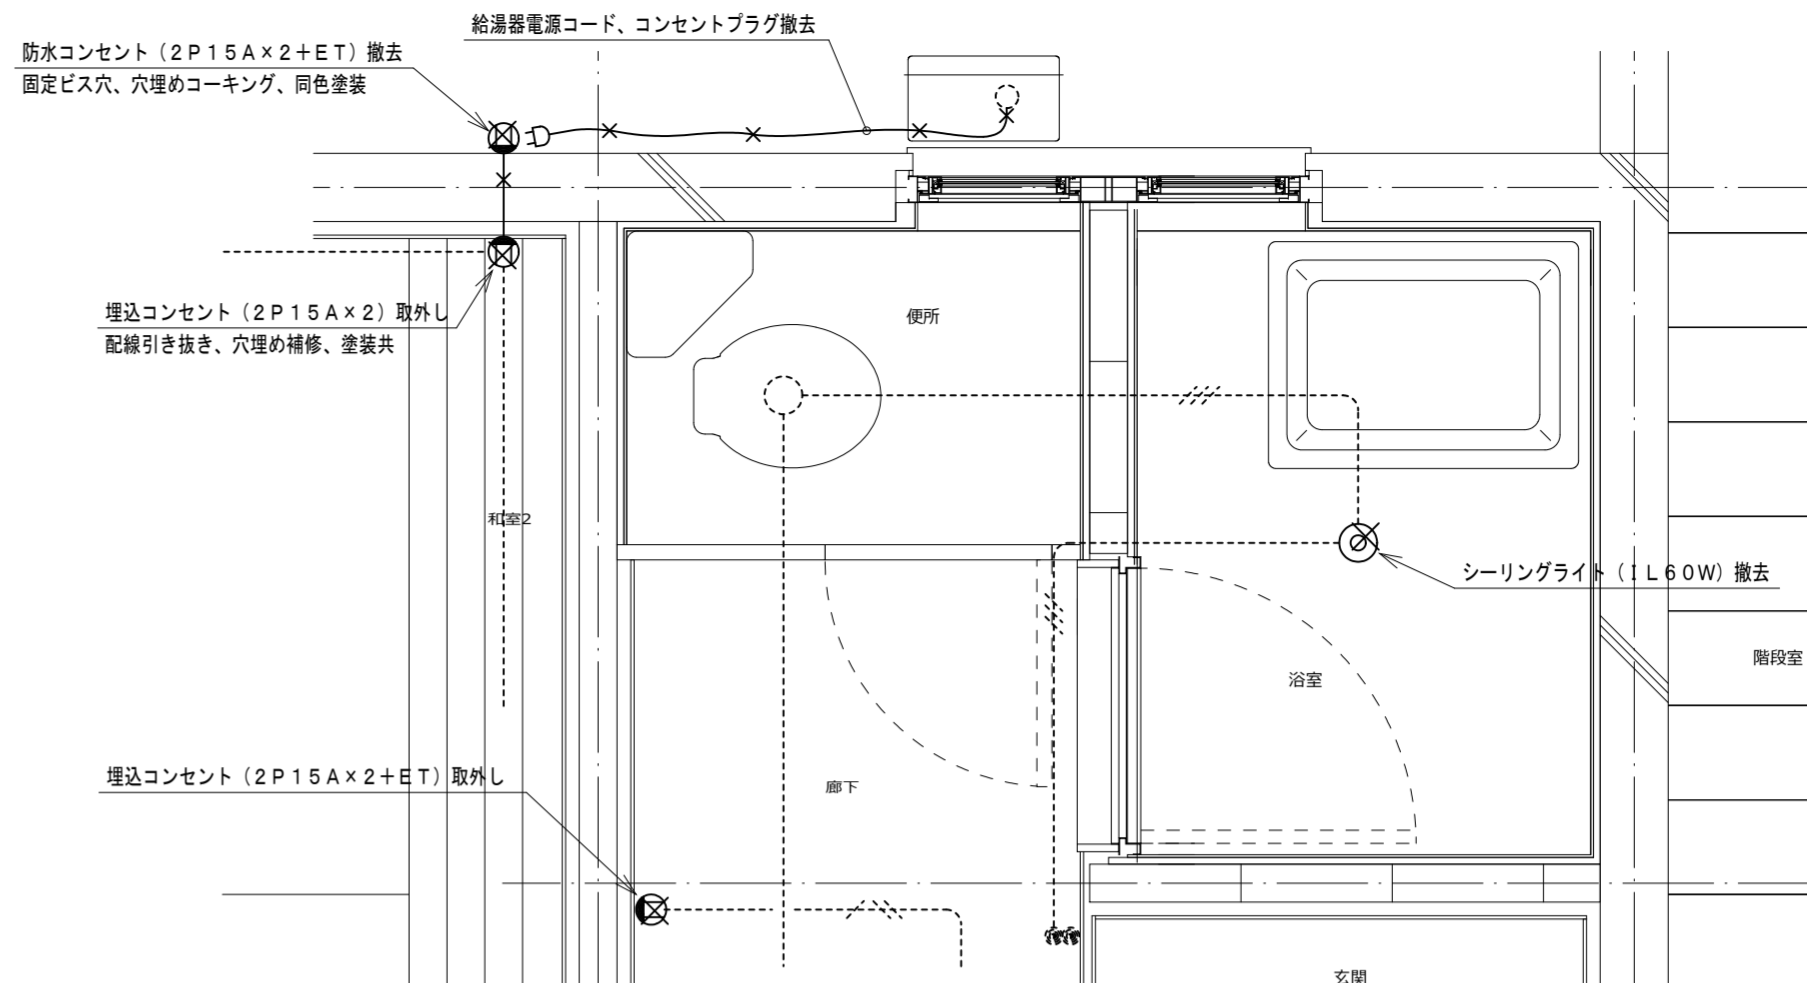 給湯器電源コード、コンセントプラグ撤去
防水コンセント（２Ｐ１５Ａ×２＋ＥＴ）撤去
固定ビス穴、穴埋めコーキング、同色塗装
埋込コンセント（２Ｐ１５Ａ×２）取外し
配線引き抜き、穴埋め補修、塗装共
便所
和室2
シーリングライト（ＩＬ６０Ｗ）撤去
階段室
浴室
埋込コンセント（２Ｐ１５Ａ×２＋ＥＴ）取外し
廊下
玄関